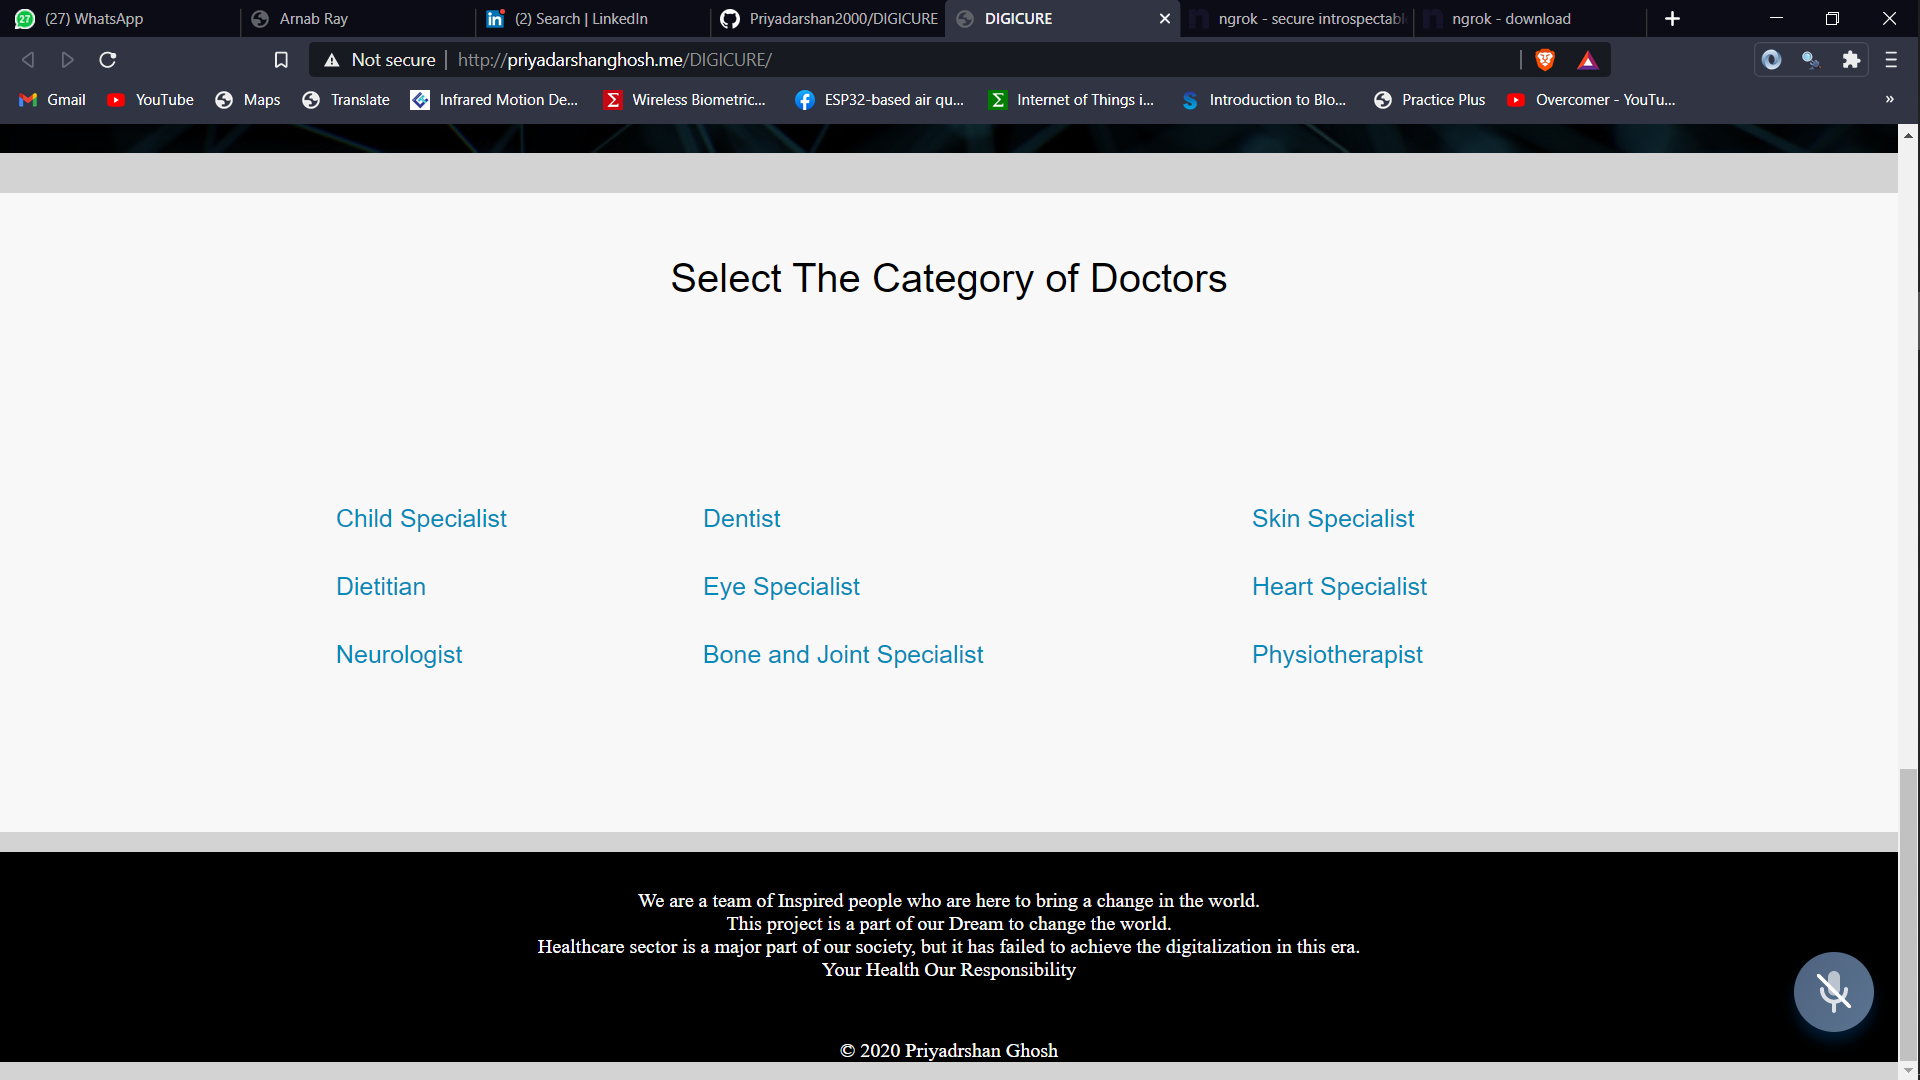 (27) WhatsApp
Arnab Ray
(2) Search | LinkedIn
Priyadarshan2000/DIGICURE
DIGICURE
ngrok - secure introspectabl
ngrok - download
Not secure
http://priyadarshanghosh.me/DIGICURE/
Gmail
YouTube
Maps
Translate
Infrared Motion De...
Wireless Biometric...
ESP32-based air qu...
Internet of Things i...
Introduction to Blo...
Practice Plus
Overcomer - YouTu...
»
Select The Category of Doctors
Child Specialist Dentist Skin Specialist
Dietitian Eye Specialist Heart Specialist
Neurologist Bone and Joint Specialist Physiotherapist
We are a team of Inspired people who are here to bring a change in the world.
This project is a part of our Dream to change the world.
Healthcare sector is a major part of our society, but it has failed to achieve the digitalization in this era.
Your Health Our Responsibility
© 2020 Priyadrshan Ghosh